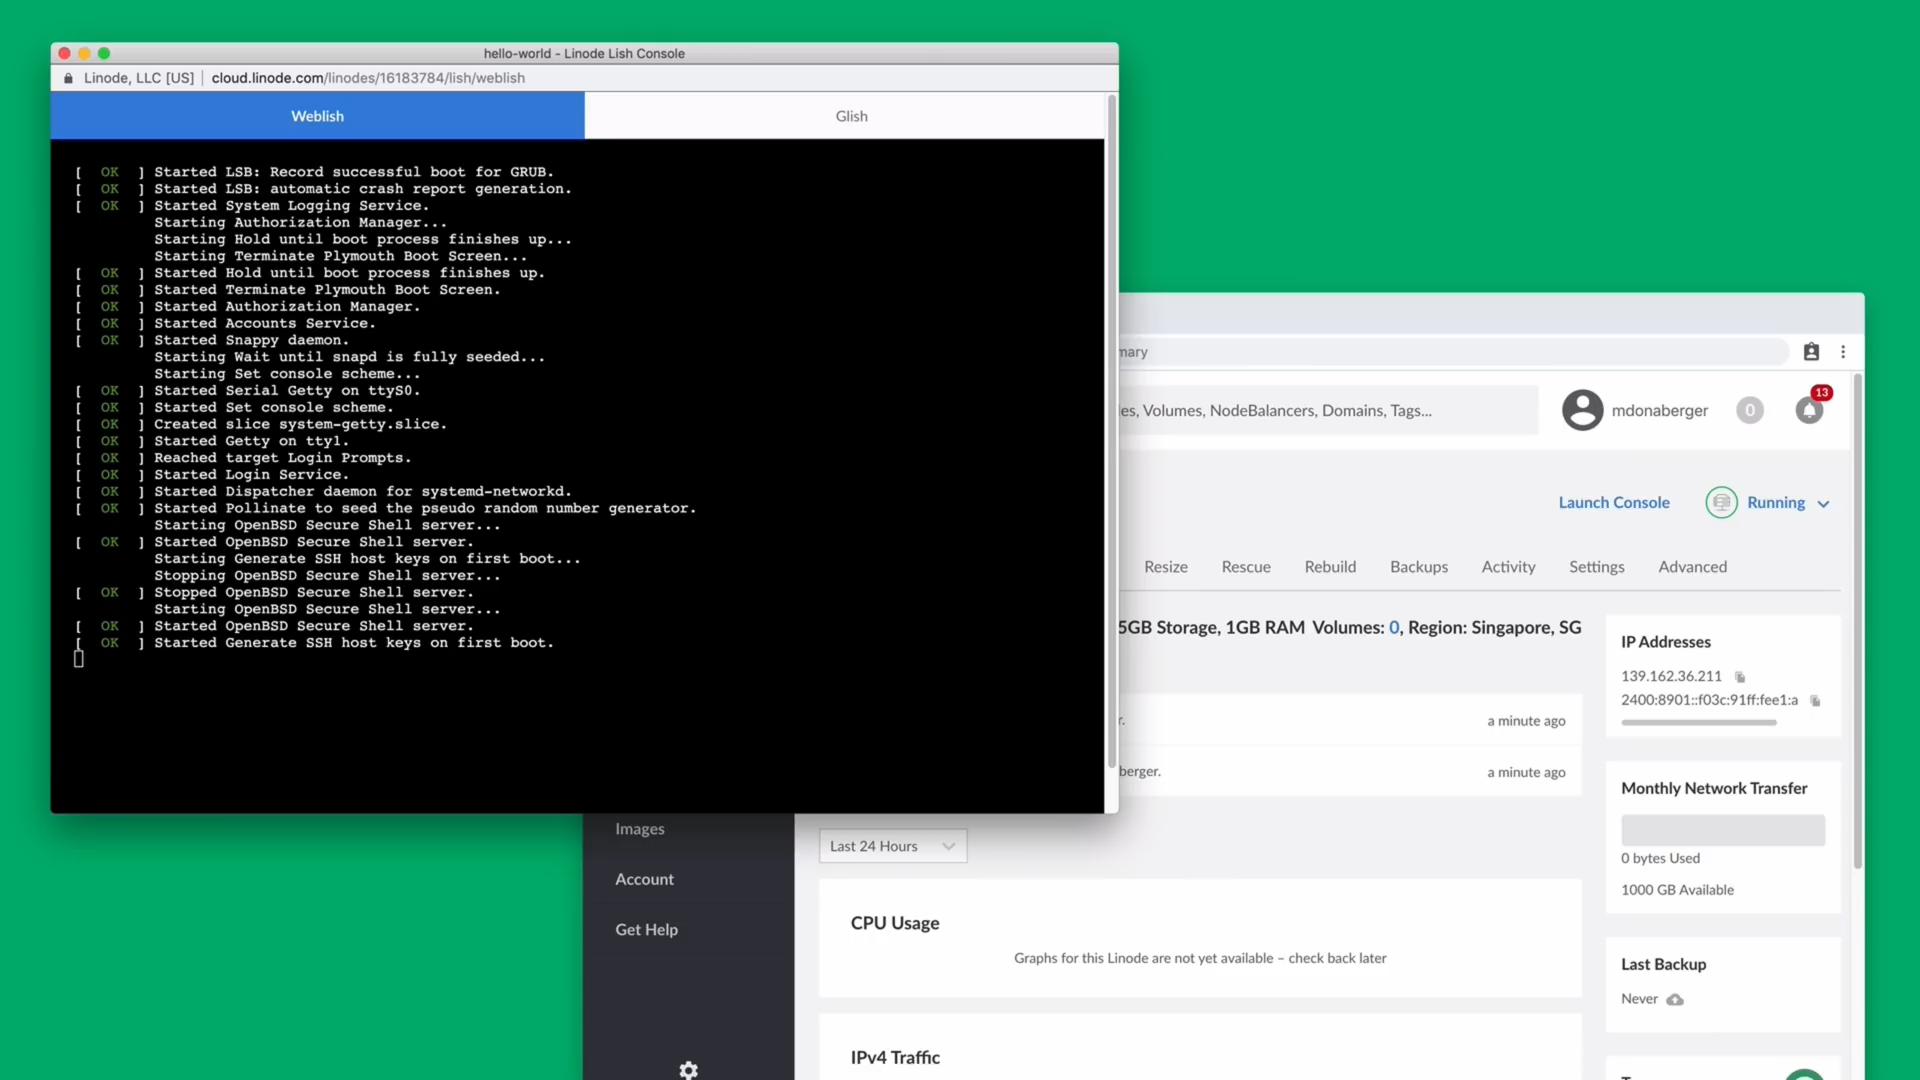 hello-world - Linode Lish Console
Linode, LLC [US] | cloud.linode.com/linodes/16183784/lish/weblish
Weblish
Glish
[ OK ] Started LSB: Record successful boot for GRUB.
[ OK ] Started LSB: automatic crash report generation.
[ OK ] Started System Logging Service.
Starting Authorization Manager...
Starting Hold until boot process finishes up...
Starting Terminate Plymouth Boot Screen...
[ OK ] Started Hold until boot process finishes up.
[ OK ] Started Terminate Plymouth Boot Screen.
[ OK ] Started Authorization Manager.
[ OK ] Started Accounts Service.
[ OK ] Started Snappy daemon.
Starting Wait until snapd is fully seeded...
Starting Set console scheme...
[ OK ] Started Serial Getty on ttyS0.
[ OK ] Started Set console scheme.
[ OK ] Created slice system-getty.slice.
[ OK ] Started Getty on tty1.
[ OK ] Reached target Login Prompts.
[ OK ] Started Login Service.
[ OK ] Started Dispatcher daemon for systemd-networkd.
[ OK ] Started Pollinate to seed the pseudo random number generator.
Starting OpenBSD Secure Shell server...
[ OK ] Started OpenBSD Secure Shell server.
Starting Generate SSH host keys on first boot...
Stopping OpenBSD Secure Shell server...
[ OK ] Stopped OpenBSD Secure Shell server.
Starting OpenBSD Secure Shell server...
[ OK ] Started OpenBSD Secure Shell server.
[ OK ] Started Generate SSH host keys on first boot.
mary
es, Volumes, NodeBalancers, Domains, Tags...
mdonaberger
0
13
Launch Console
Running
Resize Rescue Rebuild Backups Activity Settings Advanced
5GB Storage, 1GB RAM Volumes: 0, Region: Singapore, SG
r.
a minute ago
berger.
a minute ago
IP Addresses
139.162.36.211
2400:8901::f03c:91ff:fee1:a
Monthly Network Transfer
0 bytes Used
1000 GB Available
Last Backup
Never
Images
Account
Get Help
Last 24 Hours
CPU Usage
Graphs for this Linode are not yet available – check back later
IPv4 Traffic